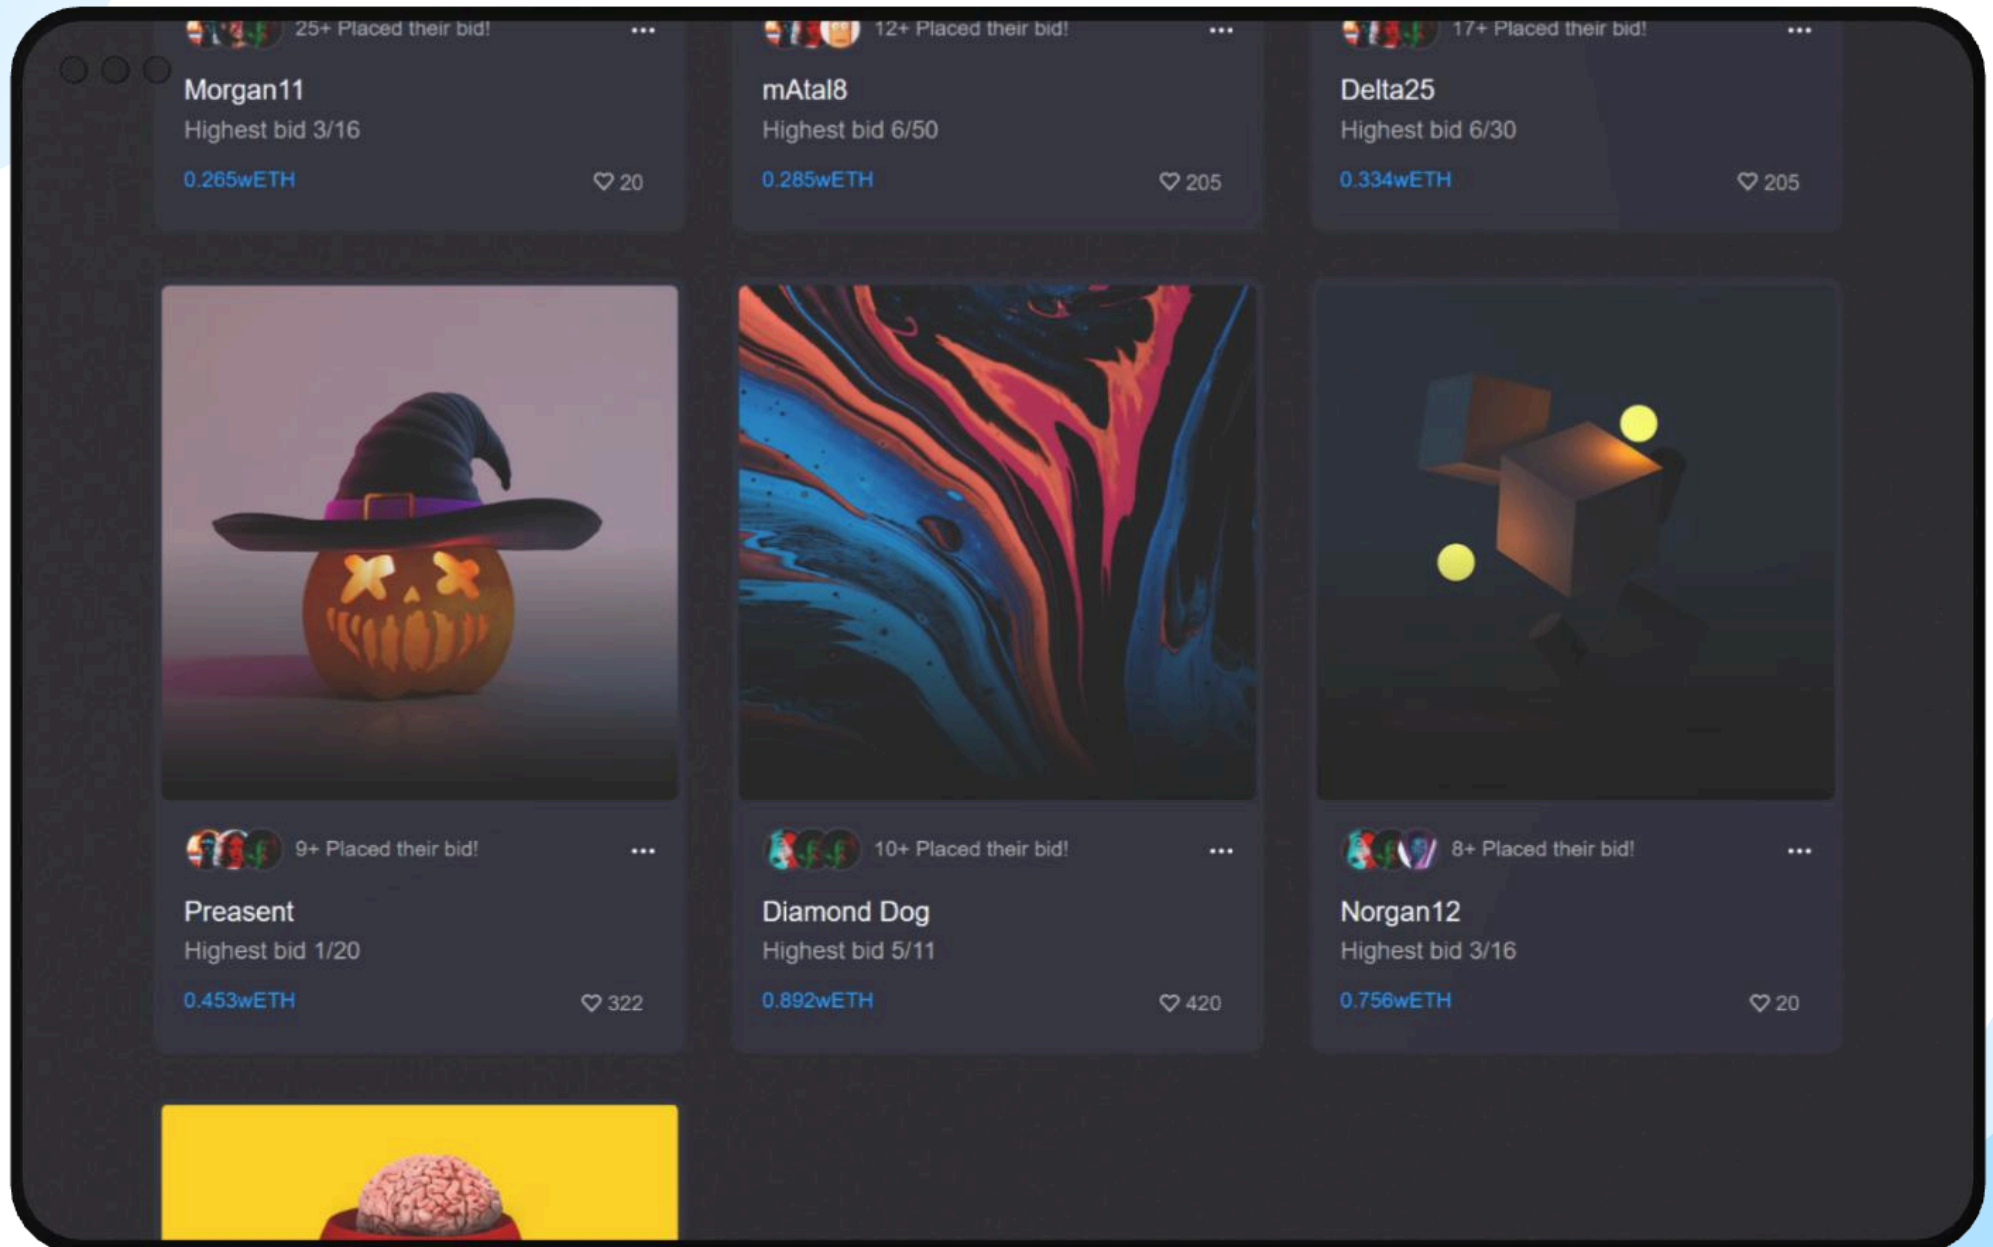 25+ Placed their bid!
Morgan11
Highest bid 3/16
0.265wETH
20
12+ Placed their bid!
mAtal8
Highest bid 6/50
0.285wETH
205
17+ Placed their bid!
Delta25
Highest bid 6/30
0.334wETH
205
9+ Placed their bid!
Preasent
Highest bid 1/20
0.453wETH
322
10+ Placed their bid!
Diamond Dog
Highest bid 5/11
0.892wETH
420
8+ Placed their bid!
Norgan12
Highest bid 3/16
0.756wETH
20